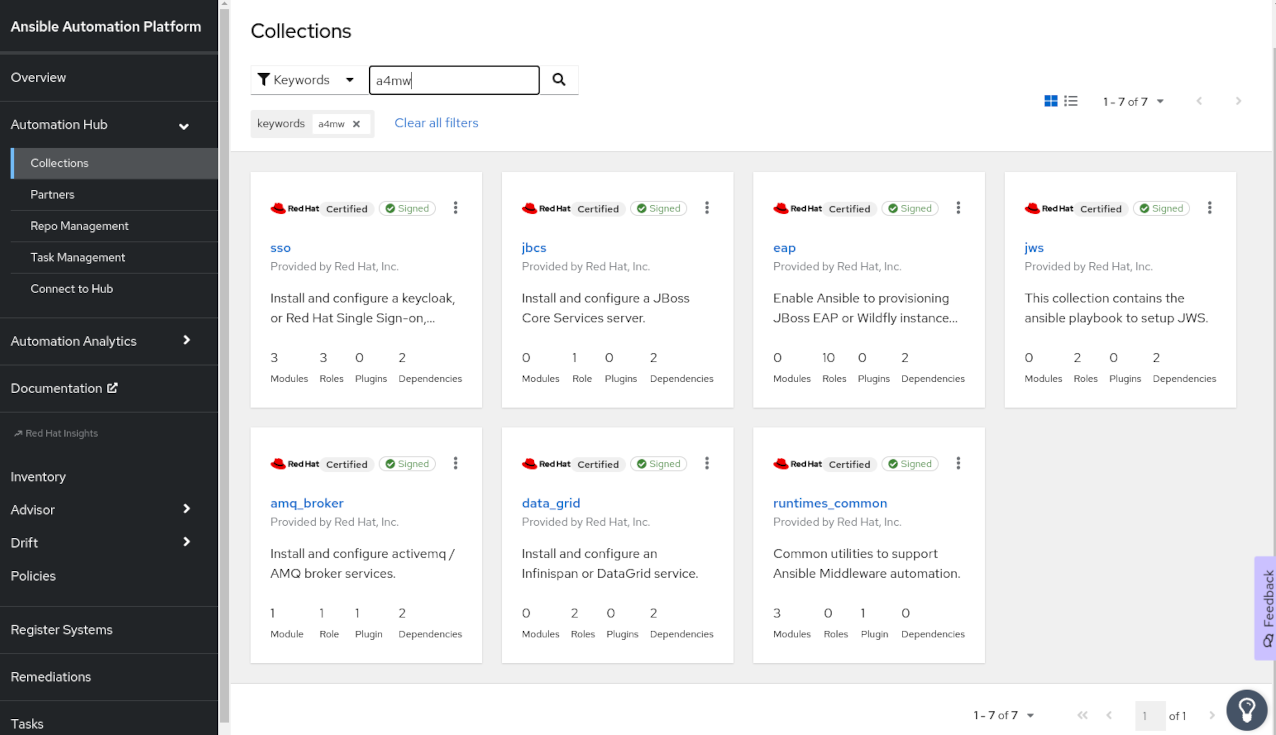 Ansible Automation Platform
Overview
Automation Hub
Collections
Partners
Repo Management
Task Management
Connect to Hub
Automation Analytics
Documentation
Red Hat Insights
Inventory
Advisor
Drift
Policies
Register Systems
Remediations
Tasks
Collections
Keywords a4mw
1 - 7 of 7
keywords a4mw Clear all filters
Red Hat Certified Signed
sso
Provided by Red Hat, Inc.
Install and configure a keycloak,
or Red Hat Single Sign-on,...
3 3 0 2
Modules Roles Plugins Dependencies
Red Hat Certified Signed
jbcs
Provided by Red Hat, Inc.
Install and configure a JBoss
Core Services server.
0 1 0 2
Modules Role Plugins Dependencies
Red Hat Certified Signed
eap
Provided by Red Hat, Inc.
Enable Ansible to provisioning
JBoss EAP or Wildfly instance...
0 10 0 2
Modules Roles Plugins Dependencies
Red Hat Certified Signed
jws
Provided by Red Hat, Inc.
This collection contains the
ansible playbook to setup JWS.
0 2 0 2
Modules Roles Plugins Dependencies
Red Hat Certified Signed
amq_broker
Provided by Red Hat, Inc.
Install and configure activemq /
AMQ broker services.
1 1 1 2
Module Role Plugin Dependencies
Red Hat Certified Signed
data_grid
Provided by Red Hat, Inc.
Install and configure an
Infinispan or DataGrid service.
0 2 0 2
Modules Roles Plugins Dependencies
Red Hat Certified Signed
runtimes_common
Provided by Red Hat, Inc.
Common utilities to support
Ansible Middleware automation.
3 0 1 0
Modules Roles Plugin Dependencies
Feedback
1 - 7 of 7 1 of 1